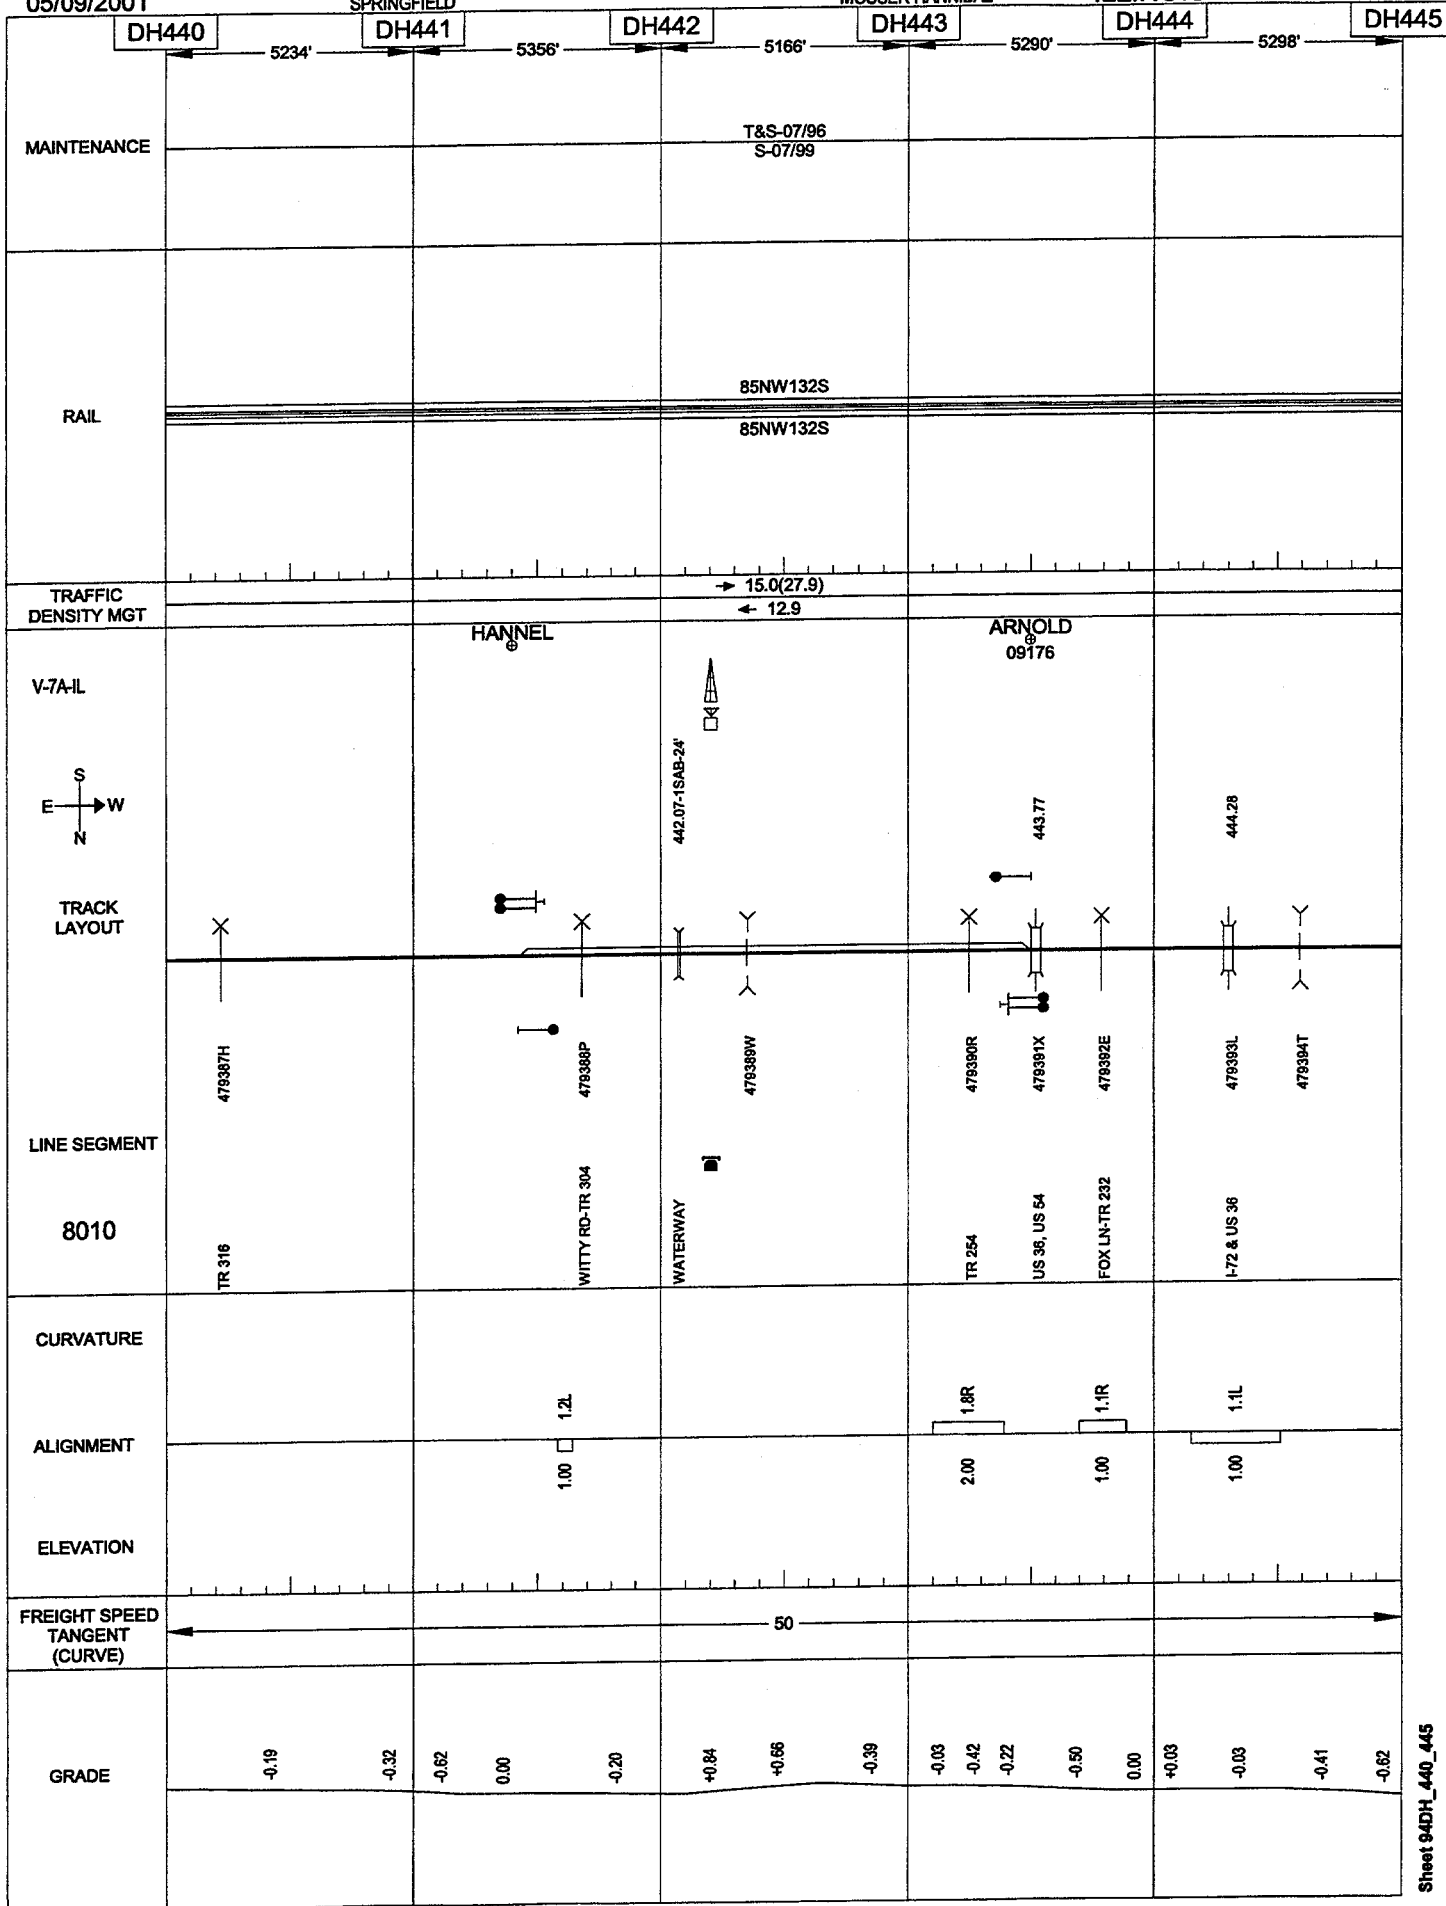 05/09/2001
SPRINGFIELD
DH440
DH441
DH442
DH443
DH444
DH445
5234'
5356'
5166'
5290'
5298'
MAINTENANCE
T&S-07/96
S-07/99
RAIL
85NW132S
85NW132S
TRAFFIC
DENSITY MGT
15.0(27.9)
12.9
HANNEL
ARNOLD
09176
V-7A-IL
S
E W
N
442.07-1SAB-24'
443.77
444.28
TRACK
LAYOUT
479387H
479388P
479389W
479390R
479391X
479392E
479393L
479394T
LINE SEGMENT
8010
TR 316
WITTY RD-TR 304
WATERWAY
TR 254
US 36, US 54
FOX LN-TR 232
I-72 & US 36
CURVATURE
1.2L
1.8R
1.1R
1.1L
ALIGNMENT
1.00
2.00
1.00
1.00
ELEVATION
FREIGHT SPEED
TANGENT
(CURVE)
50
GRADE
-0.19
-0.32
-0.62
0.00
-0.20
+0.84
+0.66
-0.39
-0.03
-0.42
-0.22
-0.50
0.00
+0.03
-0.03
-0.41
-0.62
Sheet 94DH_440_445